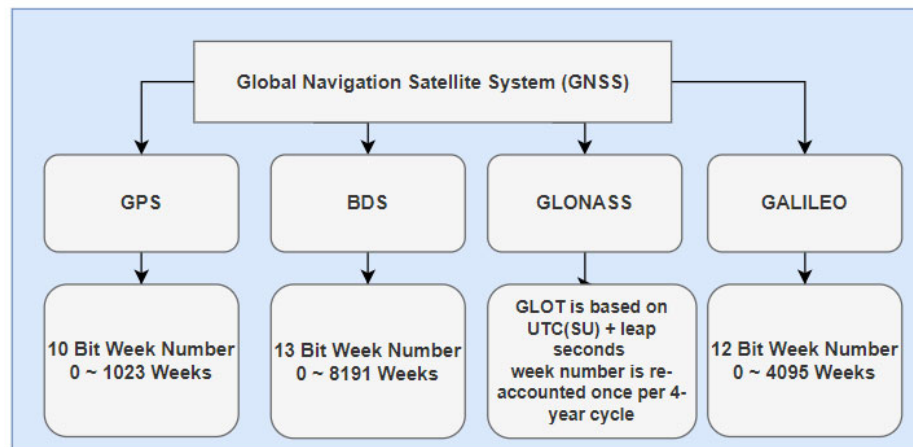 Global Navigation Satellite System (GNSS)
GPS
BDS
GLONASS
GALILEO
10 Bit Week Number
0 ~ 1023 Weeks
13 Bit Week Number
0 ~ 8191 Weeks
GLOT is based on
UTC(SU) + leap
seconds
week number is re-
accounted once per 4-
year cycle
12 Bit Week Number
0 ~ 4095 Weeks